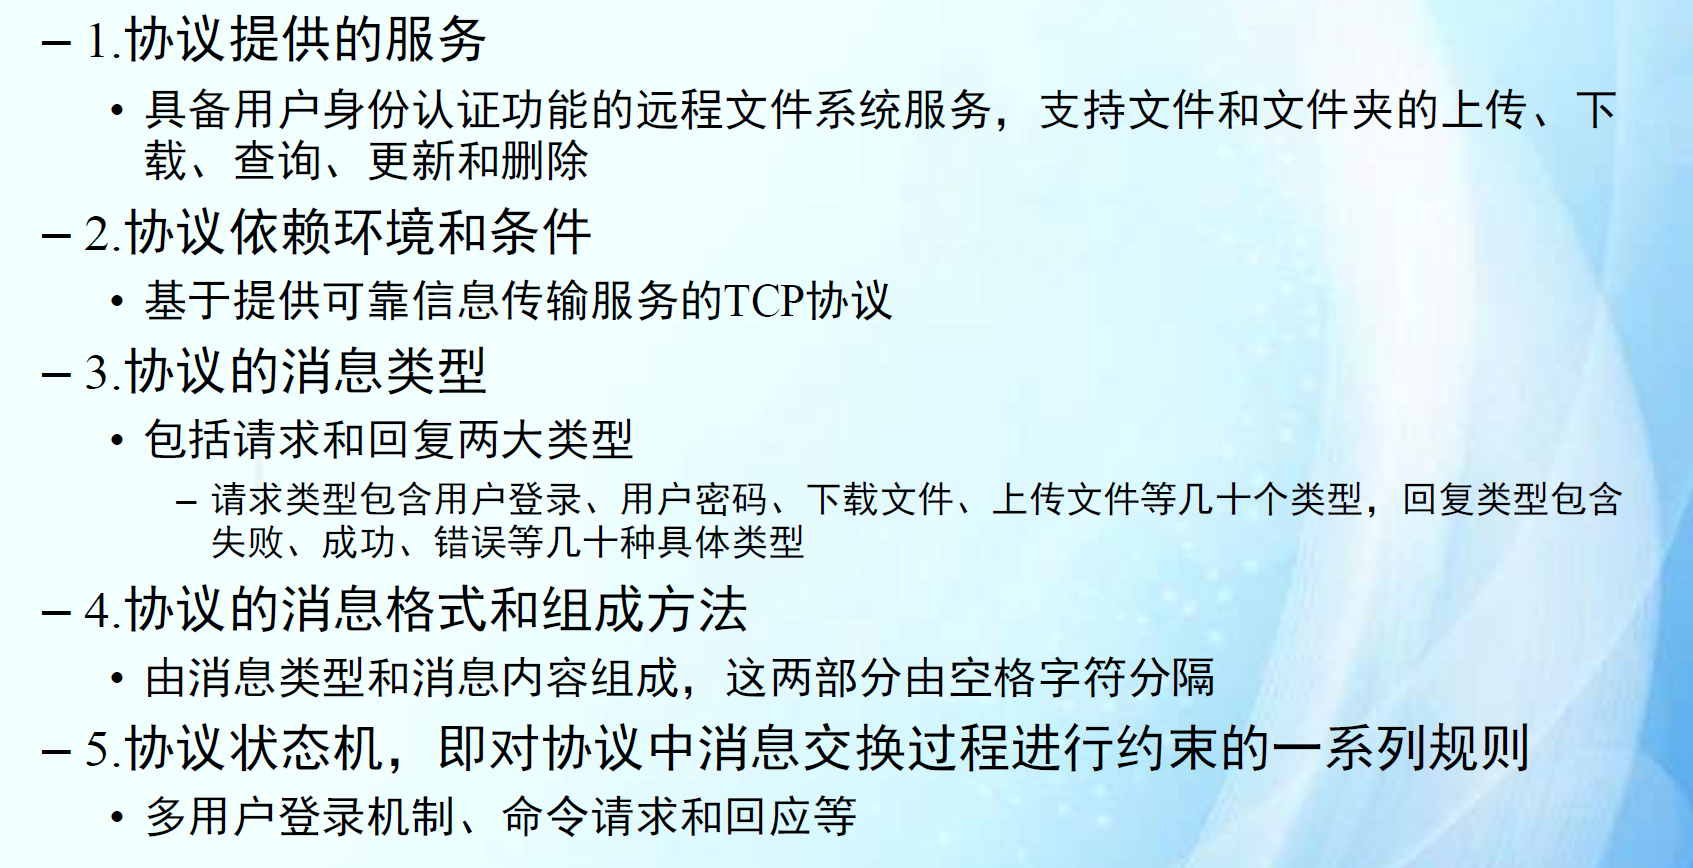 – 1.协议提供的服务
• 具备用户身份认证功能的远程文件系统服务，支持文件和文件夹的上传、下
载、查询、更新和删除
– 2.协议依赖环境和条件
• 基于提供可靠信息传输服务的TCP协议
– 3.协议的消息类型
• 包括请求和回复两大类型
– 请求类型包含用户登录、用户密码、下载文件、上传文件等几十个类型，回复类型包含
失败、成功、错误等几十种具体类型
– 4.协议的消息格式和组成方法
• 由消息类型和消息内容组成，这两部分由空格字符分隔
– 5.协议状态机，即对协议中消息交换过程进行约束的一系列规则
• 多用户登录机制、命令请求和回应等